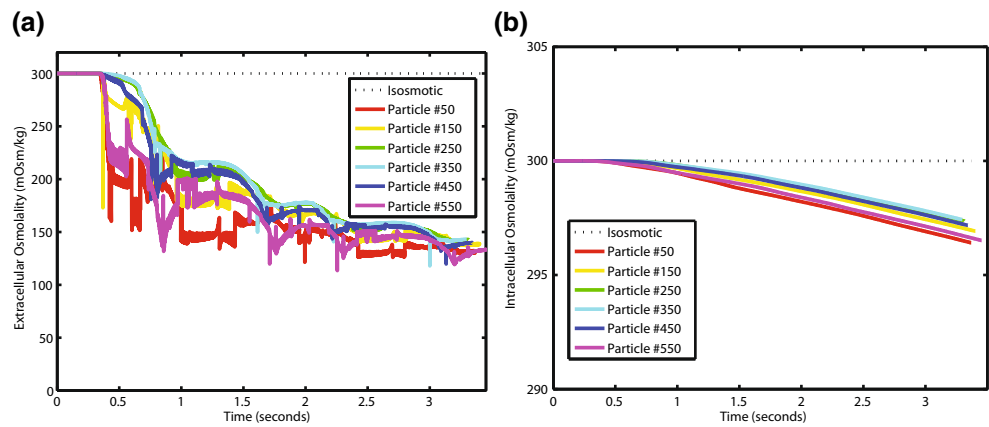 (a)
Extracellular Osmolality (mOsm/kg)
300
250
200
150
100
50
0
Isosmotic
Particle #50
Particle #150
Particle #250
Particle #350
Particle #450
Particle #550
0 0.5 1 1.5 2 2.5 3
Time (seconds)
(b)
Intracellular Osmolality (mOsm/kg)
305
300
295
290
Isosmotic
Particle #50
Particle #150
Particle #250
Particle #350
Particle #450
Particle #550
0 0.5 1 1.5 2 2.5 3
Time (seconds)